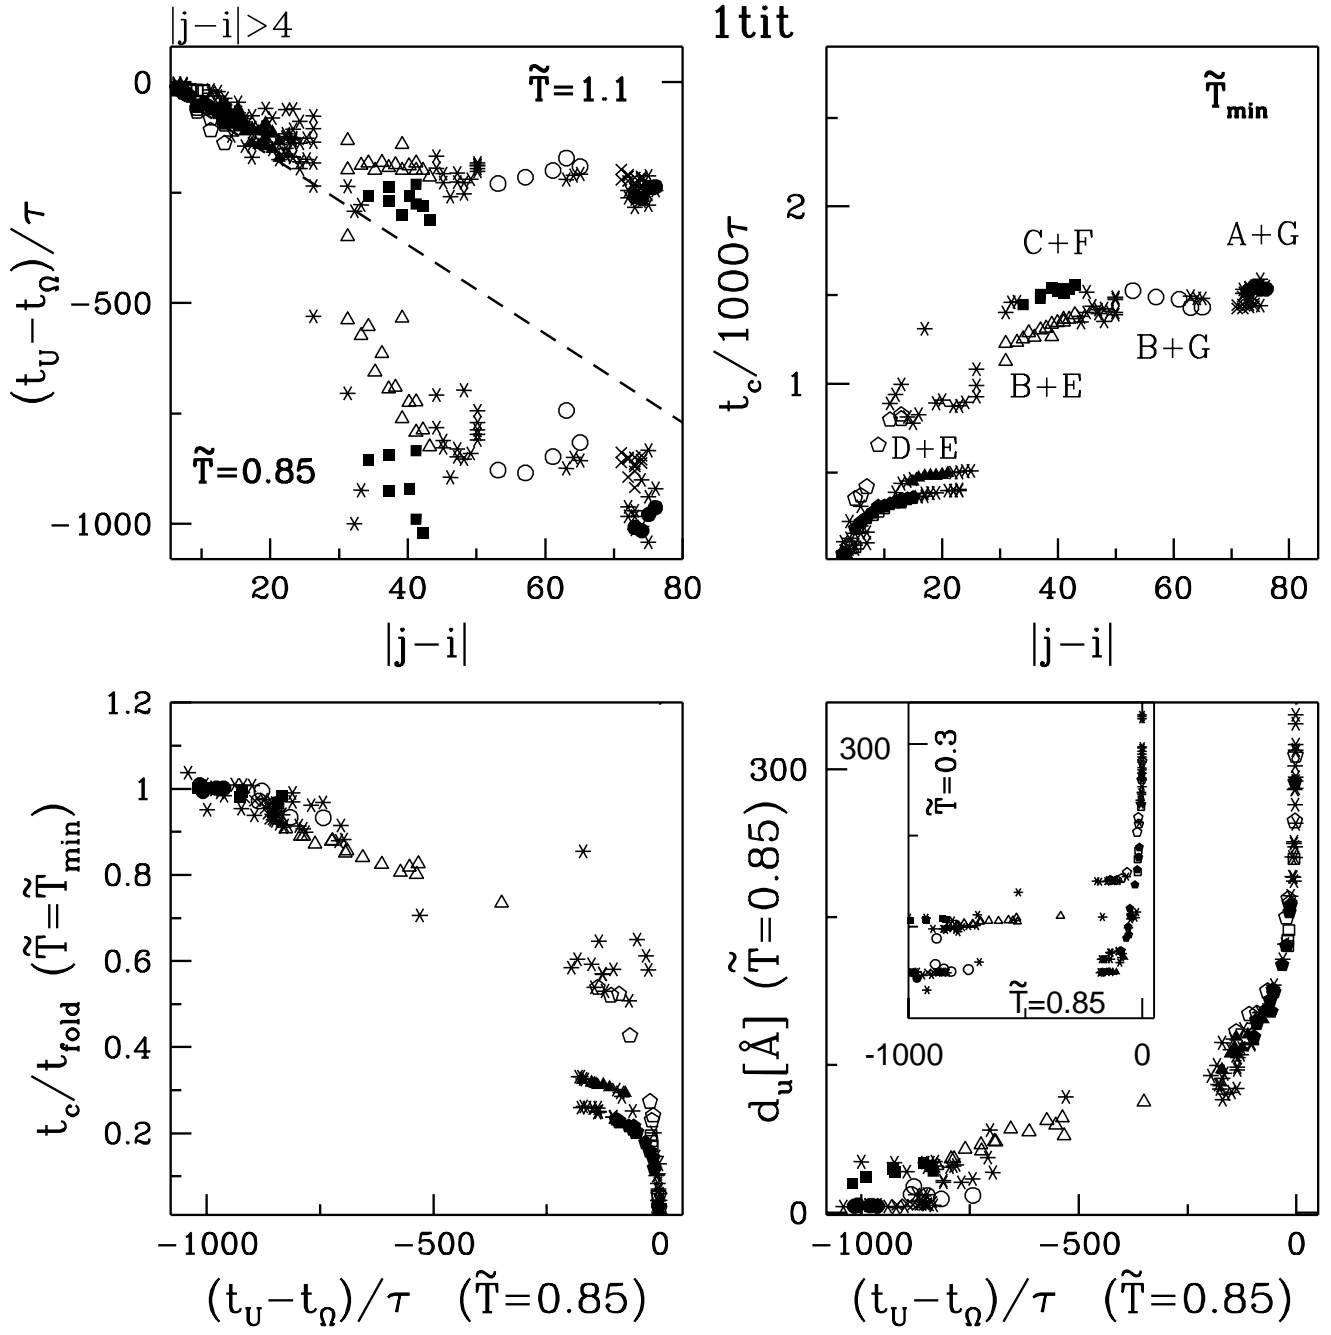 |j−i|>4
1tit
T̃=1.1
T̃=0.85
0
−500
−1000
20 40 60 80
(t_U−t_Ω)/τ
|j−i|
T̃_min
C+F
A+G
B+G
B+E
D+E
2
1
20 40 60 80
t_c/1000τ
|j−i|
1.2
1
0.8
0.6
0.4
0.2
−1000 −500 0
t_c/t_fold (T̃=T̃_min)
(t_U−t_Ω)/τ (T̃=0.85)
300
0
−1000 −500 0
d_u[Å] (T̃=0.85)
300
T̃=0.3
T̃=0.85
-1000 0
(t_U−t_Ω)/τ (T̃=0.85)